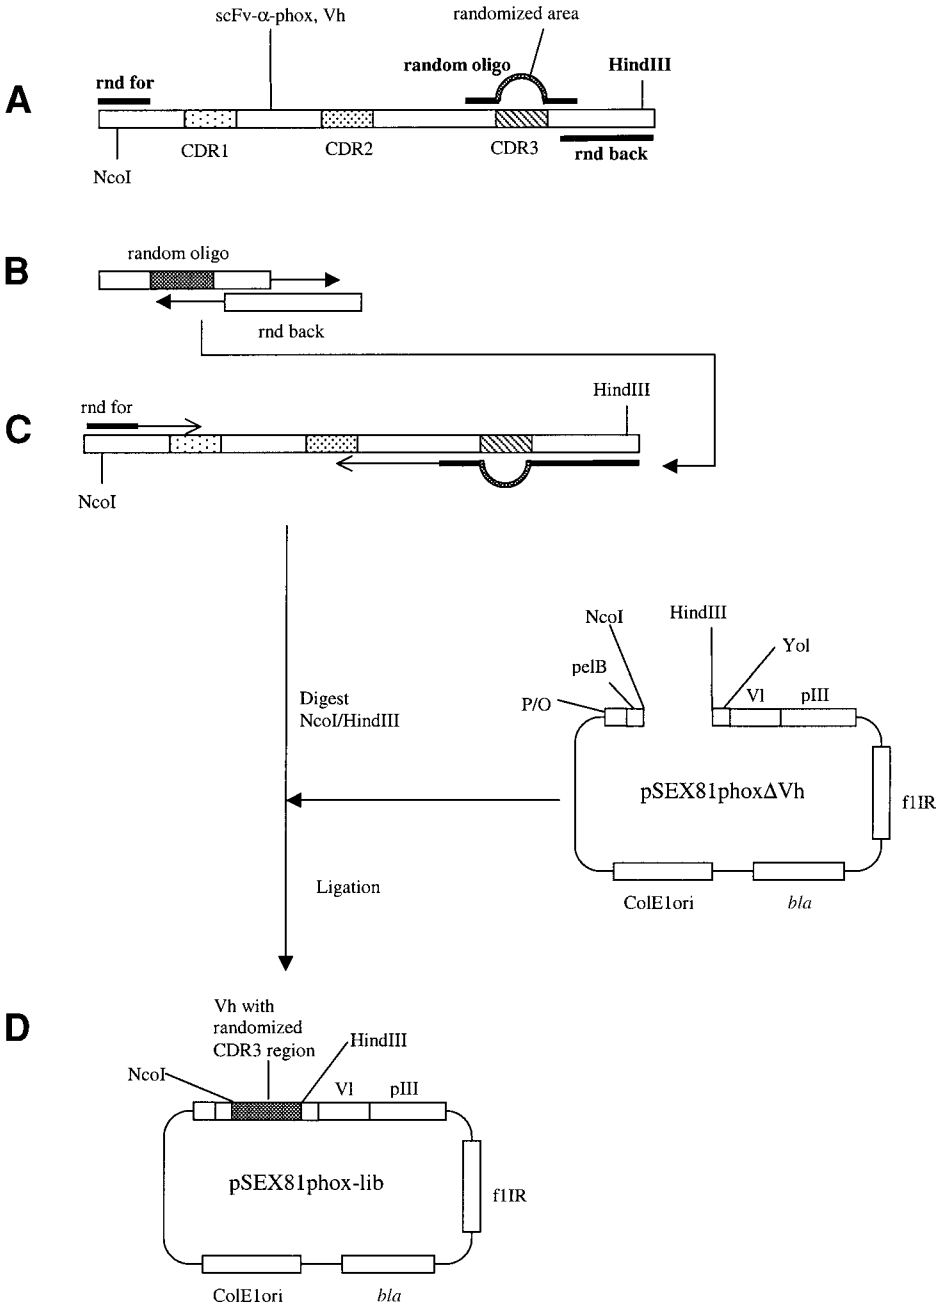 scFv-α-phox, Vh
randomized area
A
rnd for
random oligo
HindIII
CDR1
CDR2
CDR3
rnd back
NcoI
B
random oligo
rnd back
C
rnd for
HindIII
NcoI
NcoI
HindIII
pelB
Yol
P/O
Vl
pIII
Digest
NcoI/HindIII
pSEX81phoxΔVh
f1IR
Ligation
ColE1ori
bla
D
Vh with
randomized
CDR3 region
HindIII
NcoI
Vl
pIII
pSEX81phox-lib
f1IR
ColE1ori
bla